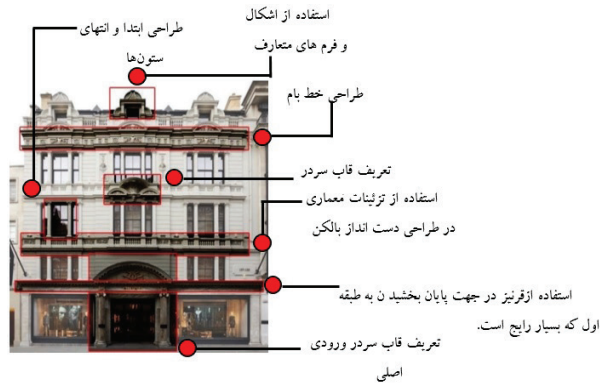 استفاده از اشکال
و فرم های متعارف
طراحی ابتدا و انتهای
ستون‌ها
طراحی خط بام
تعریف قاب سردر
استفاده از تزئینات معماری
در طراحی دست انداز بالکن
استفاده ازقرنیز در جهت پایان بخشید ن به طبقه
اول که بسیار رایج است.
تعریف قاب سردر ورودی
اصلی